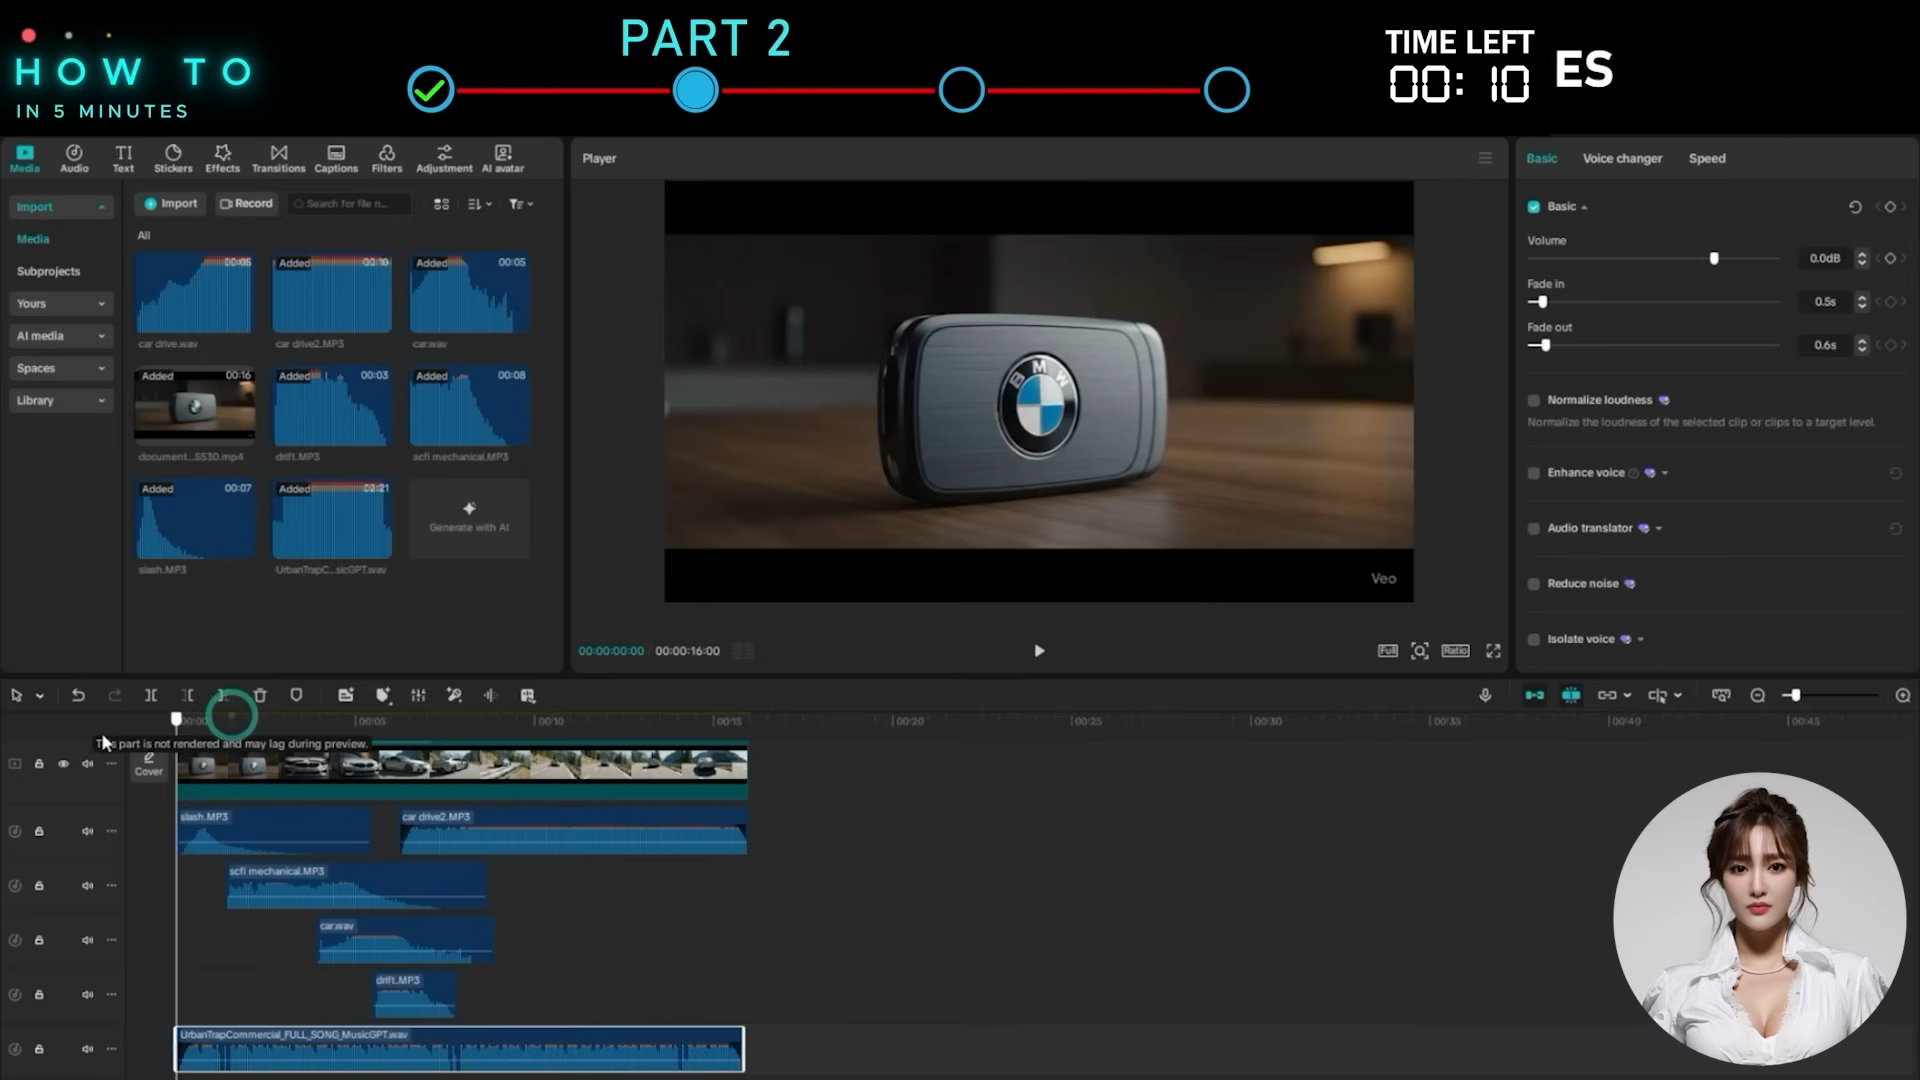 HOW TO
IN 5 MINUTES
PART 2
TIME LEFT
00: 10
ES
Media
Audio
Text
Stickers
Effects
Transitions
Captions
Filters
Adjustment
AI avatar
Import
Media
Subprojects
Yours
AI media
Spaces
Library
Import
Record
Search for file n...
All
00:05
car drive.wav
Added
00:10
car drive2.MP3
Added
00:05
car.wav
Added
00:16
document...5530.mp4
Added
00:03
drift.MP3
Added
00:08
scfi mechanical.MP3
Added
00:07
slash.MP3
Added
02:21
UrbanTrapC...sicGPT.wav
Generate with AI
Player
BMW
Veo
00:00:00:00
00:00:16:00
Full
Ratio
Basic
Voice changer
Speed
Basic
Volume
0.0dB
Fade in
0.5s
Fade out
0.6s
Normalize loudness
Normalize the loudness of the selected clip or clips to a target level.
Enhance voice
Audio translator
Reduce noise
Isolate voice
00:00
00:05
00:10
00:15
00:20
00:25
00:30
00:35
00:40
00:45
part is not rendered and may lag during preview.
Cover
slash.MP3
car drive2.MP3
scfi mechanical.MP3
car.wav
drift.MP3
UrbanTrapCommercial_FULL_SONG_MusicGPT.wav